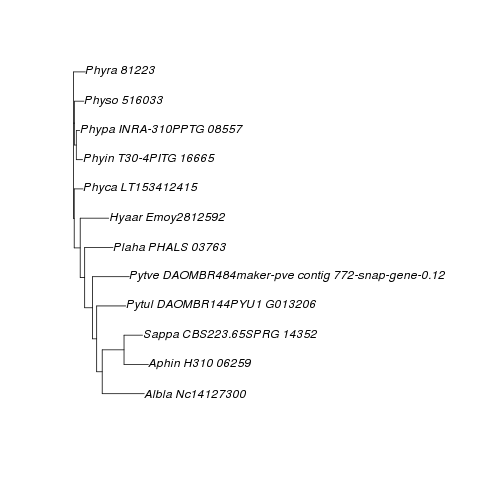 Phyra 81223
Physo 516033
Phypa INRA-310PPTG 08557
Phyin T30-4PITG 16665
Phyca LT153412415
Hyaar Emoy2812592
Plaha PHALS 03763
Pytve DAOMBR484maker-pve contig 772-snap-gene-0.12
Pytul DAOMBR144PYU1 G013206
Sappa CBS223.65SPRG 14352
Aphin H310 06259
Albla Nc14127300